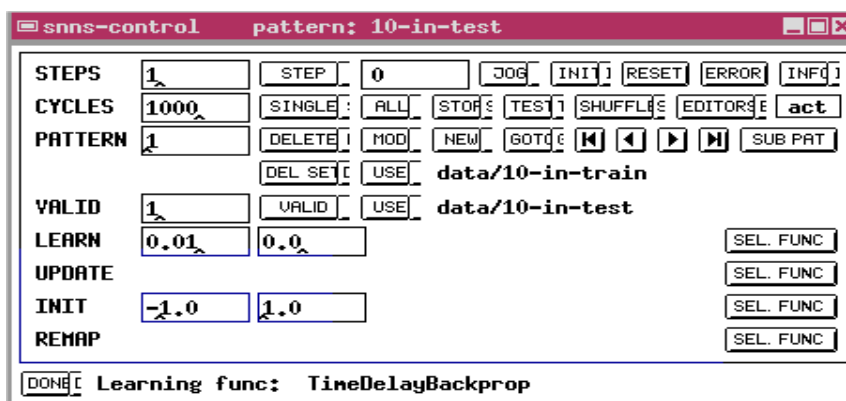 snns-control pattern: 10-in-test
STEPS 1 STEP 0 JOG INIT RESET ERROR INFO
CYCLES 1000 SINGLE ALL STOP TEST SHUFFLE EDITORS act
PATTERN 1 DELETE MOD NEW GOTO SUB PAT
DEL SET USE data/10-in-train
VALID 1 VALID USE data/10-in-test
LEARN 0.01 0.0 SEL. FUNC
UPDATE SEL. FUNC
INIT -1.0 1.0 SEL. FUNC
REMAP SEL. FUNC
DONE Learning func: TimeDelayBackprop